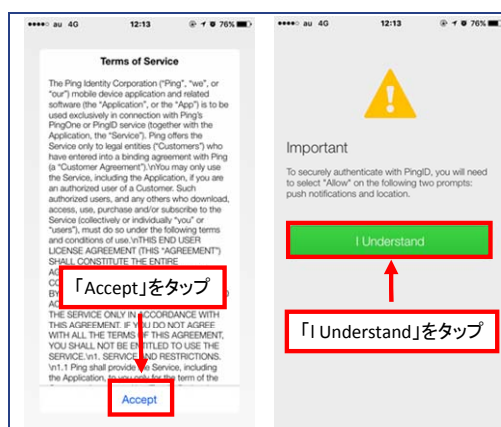 au 4G 12:13 76%
Terms of Service
The Ping Identity Corporation ("Ping", "we", or
"our") mobile device application and related
software (the "Application", or the "App") is to be
used exclusively in connection with Ping's
PingOne or PingID service (together with the
Application, the "Service"). Ping offers the
Service only to legal entities ("Customers") who
have entered into a binding agreement with Ping
(a "Customer Agreement").\nYou may only use
the Service, including the Application, if you are
an authorized user of a Customer. Such
authorized users, and any others who download,
access, use, purchase and/or subscribe to the
Service (collectively or individually "you" or
"users"), must do so under the following terms
and conditions of use.\nTHIS END USER
LICENSE AGREEMENT (THIS "AGREEMENT")
SHALL CONSTITUTE THE ENTIRE
「Accept」をタップ
THE SERVICE ONLY IN ACCORDANCE WITH
THIS AGREEMENT. IF YOU DO NOT AGREE
WITH ALL THE TERMS OF THIS AGREEMENT,
YOU SHALL NOT BE ENTITLED TO USE THE
SERVICE.\n1. SERVICE AND RESTRICTIONS.
\n1.1 Ping shall provide the Service, including
the Application, to you only for the term of the
Accept
au 4G 12:13 76%
Important
To securely authenticate with PingID, you will need
to select "Allow" on the following two prompts:
push notifications and location.
I Understand
「I Understand」をタップ